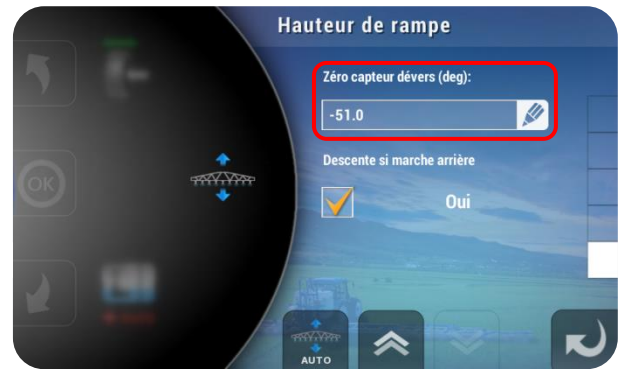 Hauteur de rampe
Zéro capteur dévers (deg):
-51.0
Descente si marche arrière
Oui
OK
AUTO